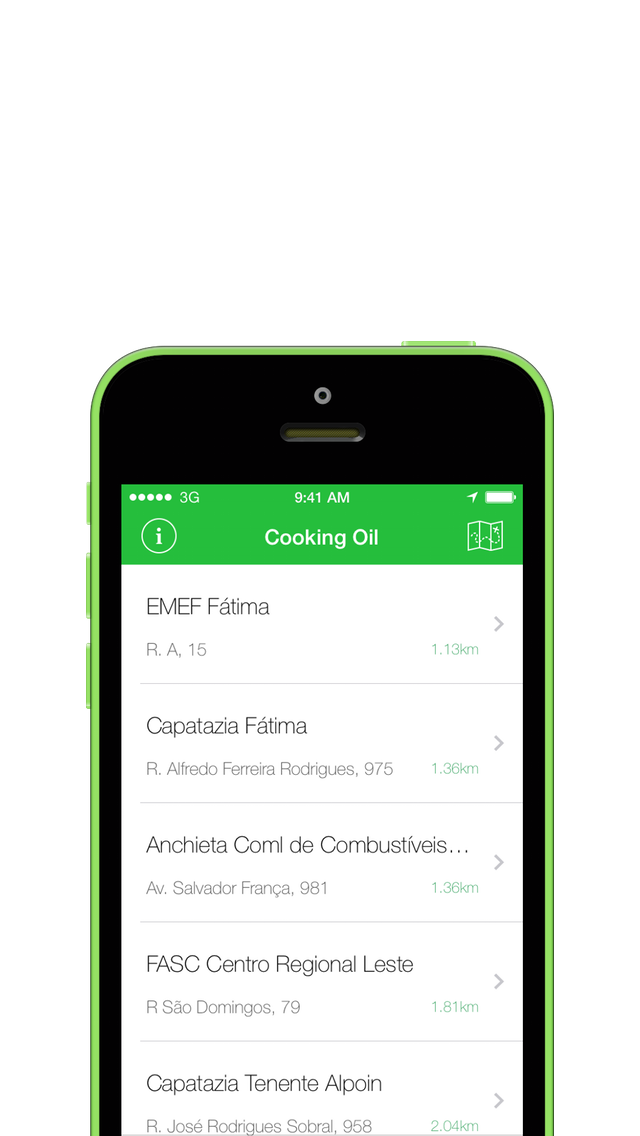 3G 9:41 AM
Cooking Oil
EMEF Fátima
R. A, 15 1.13km
Capatazia Fátima
R. Alfredo Ferreira Rodrigues, 975 1.36km
Anchieta Coml de Combustíveis...
Av. Salvador França, 981 1.36km
FASC Centro Regional Leste
R São Domingos, 79 1.81km
Capatazia Tenente Alpoin
R. José Rodrigues Sobral, 958 2.04km